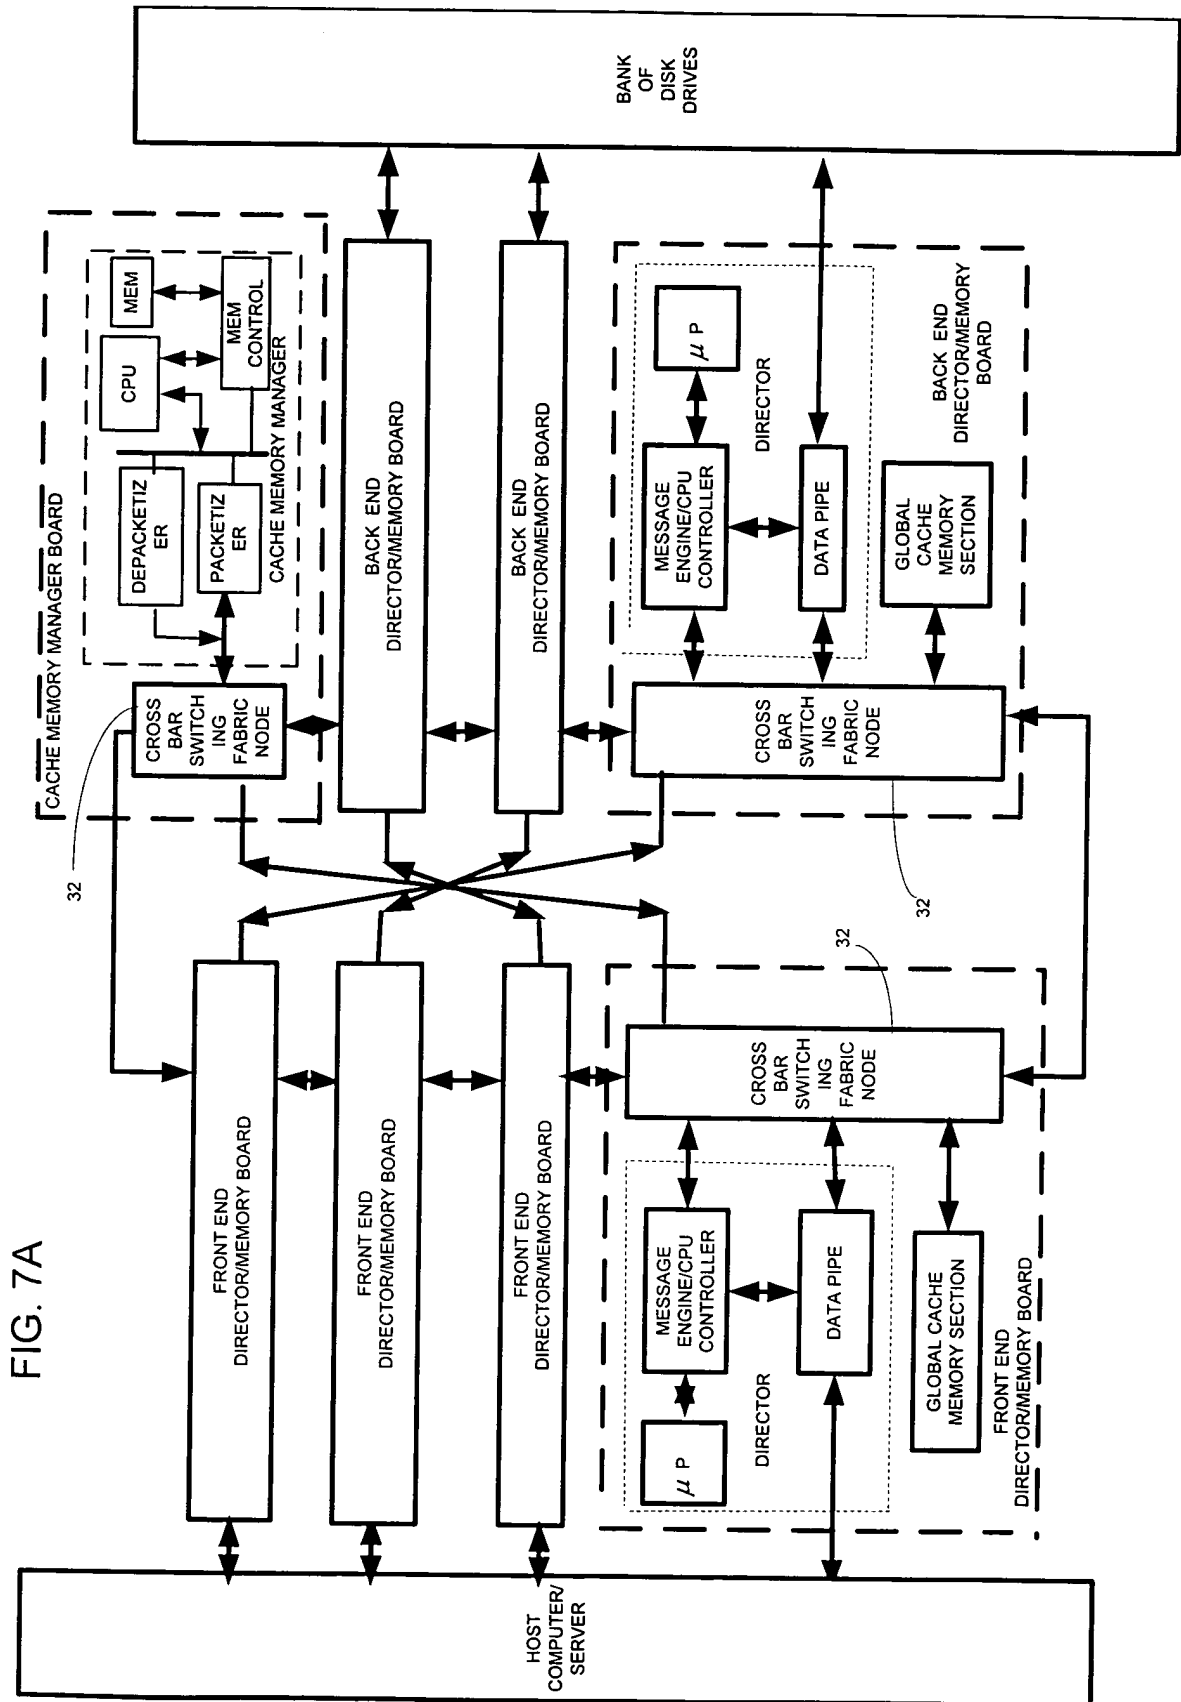 FIG. 7A
HOST
COMPUTER/
SERVER
FRONT END
DIRECTOR/MEMORY BOARD
FRONT END
DIRECTOR/MEMORY BOARD
FRONT END
DIRECTOR/MEMORY BOARD
μ P
MESSAGE
ENGINE/CPU
CONTROLLER
DIRECTOR
DATA PIPE
GLOBAL CACHE
MEMORY SECTION
FRONT END
DIRECTOR/MEMORY BOARD
CROSS
BAR
SWITCH
ING
FABRIC
NODE
32
CACHE MEMORY MANAGER BOARD
32
CROSS
BAR
SWITCH
ING
FABRIC
NODE
DEPACKETIZ
ER
PACKETIZ
ER
CPU
MEM
MEM
CONTROL
CACHE MEMORY MANAGER
BACK END
DIRECTOR/MEMORY BOARD
BACK END
DIRECTOR/MEMORY BOARD
CROSS
BAR
SWITCH
ING
FABRIC
NODE
32
MESSAGE
ENGINE/CPU
CONTROLLER
μ P
DIRECTOR
DATA PIPE
GLOBAL
CACHE
MEMORY
SECTION
BACK END
DIRECTOR/MEMORY
BOARD
BANK
OF
DISK
DRIVES